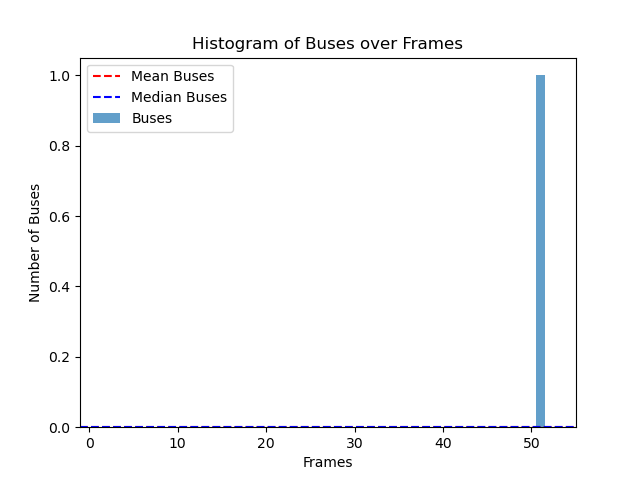 Histogram of Buses over Frames
Mean Buses
Median Buses
Buses
Number of Buses
1.0
0.8
0.6
0.4
0.2
0.0
0 10 20 30 40 50
Frames